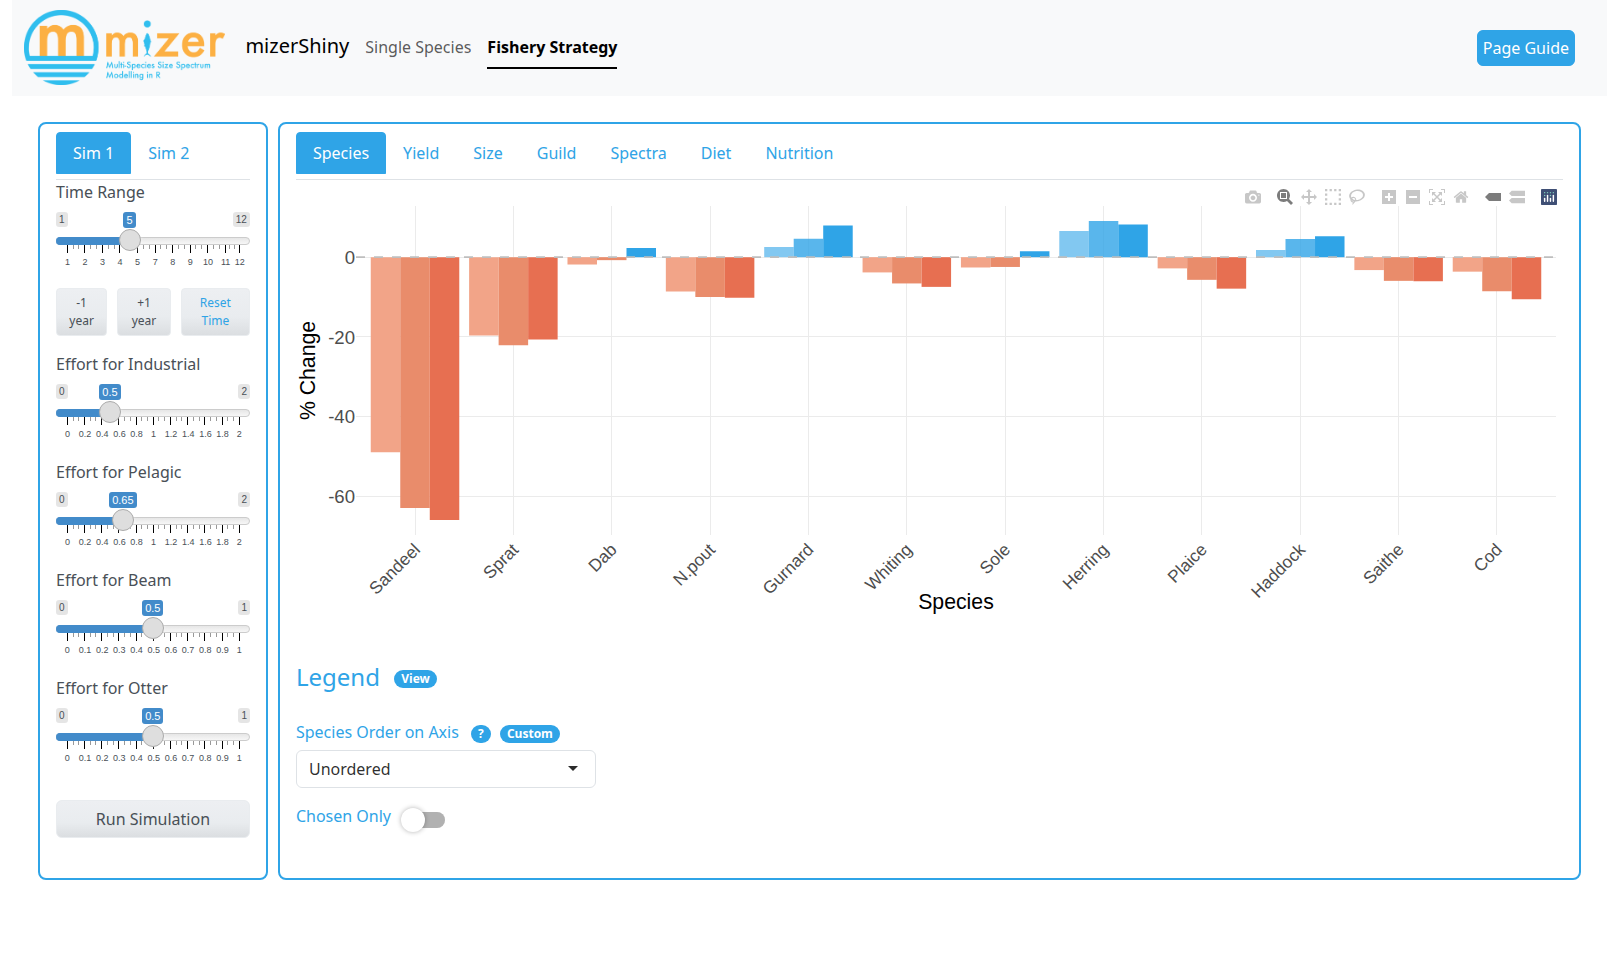 m mizer
Multi-Species Size Spectrum
Modelling in R
mizerShiny Single Species Fishery Strategy
Page Guide
Sim 1 Sim 2
Time Range
1 5 12
1 2 3 4 5 7 8 9 10 11 12
-1 year
+1 year
Reset Time
Effort for Industrial
0 0.5 2
0 0.2 0.4 0.6 0.8 1 1.2 1.4 1.6 1.8 2
Effort for Pelagic
0 0.65 2
0 0.2 0.4 0.6 0.8 1 1.2 1.4 1.6 1.8 2
Effort for Beam
0 0.5 1
0 0.1 0.2 0.3 0.4 0.5 0.6 0.7 0.8 0.9 1
Effort for Otter
0 0.5 1
0 0.1 0.2 0.3 0.4 0.5 0.6 0.7 0.8 0.9 1
Run Simulation
Species Yield Size Guild Spectra Diet Nutrition
% Change
0
-20
-40
-60
Sandeel Sprat Dab N.pout Gurnard Whiting Sole Herring Plaice Haddock Saithe Cod
Species
Legend View
Species Order on Axis ? Custom
Unordered
Chosen Only